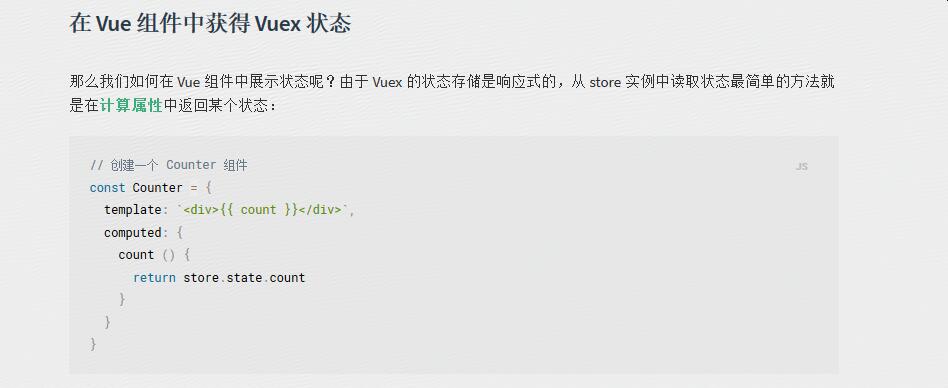 在 Vue 组件中获得 Vuex 状态
那么我们如何在 Vue 组件中展示状态呢？由于 Vuex 的状态存储是响应式的，从 store 实例中读取状态最简单的方法就
是在计算属性中返回某个状态：
// 创建一个 Counter 组件
JS
const Counter = {
  template: `<div>{{ count }}</div>`,
  computed: {
    count () {
      return store.state.count
    }
  }
}